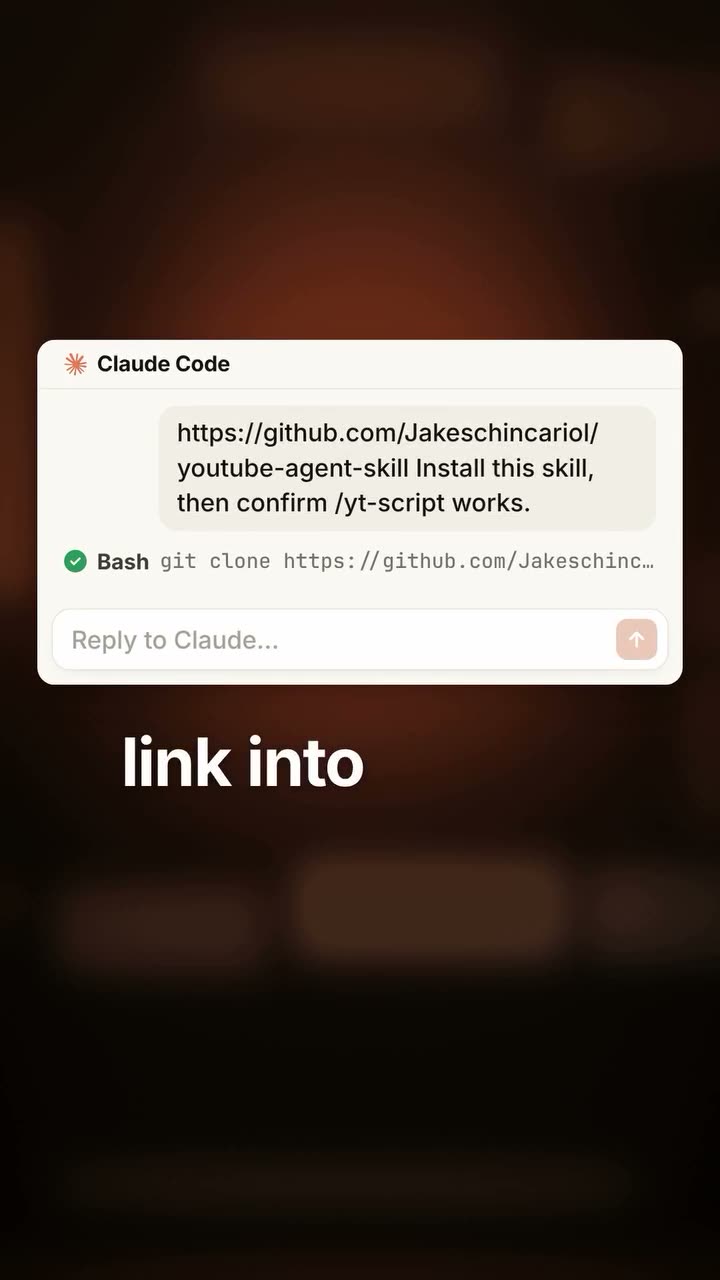 Claude Code
https://github.com/Jakeschincariol/
youtube-agent-skill Install this skill,
then confirm /yt-script works.
Bash git clone https://github.com/Jakeschinc…
Reply to Claude...
link into